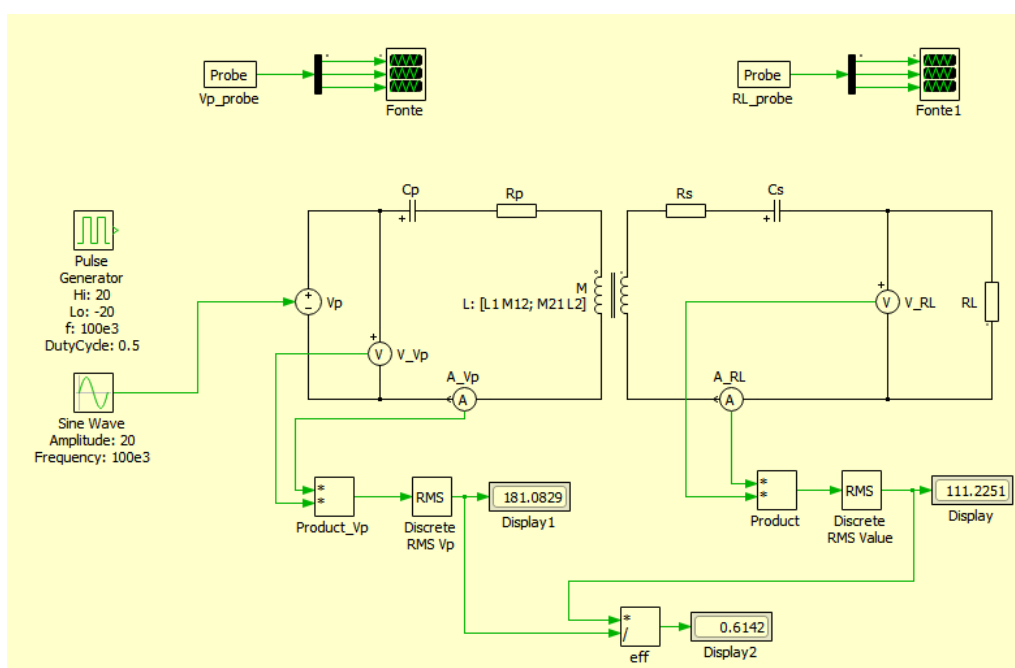 Probe
Vp_probe
Fonte
Probe
RL_probe
Fonte1
Pulse
Generator
Hi: 20
Lo: -20
f: 100e3
DutyCycle: 0.5
Sine Wave
Amplitude: 20
Frequency: 100e3
+
−
Vp
Cp
+
Rp
M
L: [L1 M12; M21 L2]
+
V
V_Vp
A_Vp
A
Rs
Cs
+
+
V
V_RL
RL
A_RL
A
*
*
Product_Vp
RMS
Discrete
RMS Vp
181.0829
Display1
*
*
Product
RMS
Discrete
RMS Value
111.2251
Display
*
/
eff
0.6142
Display2